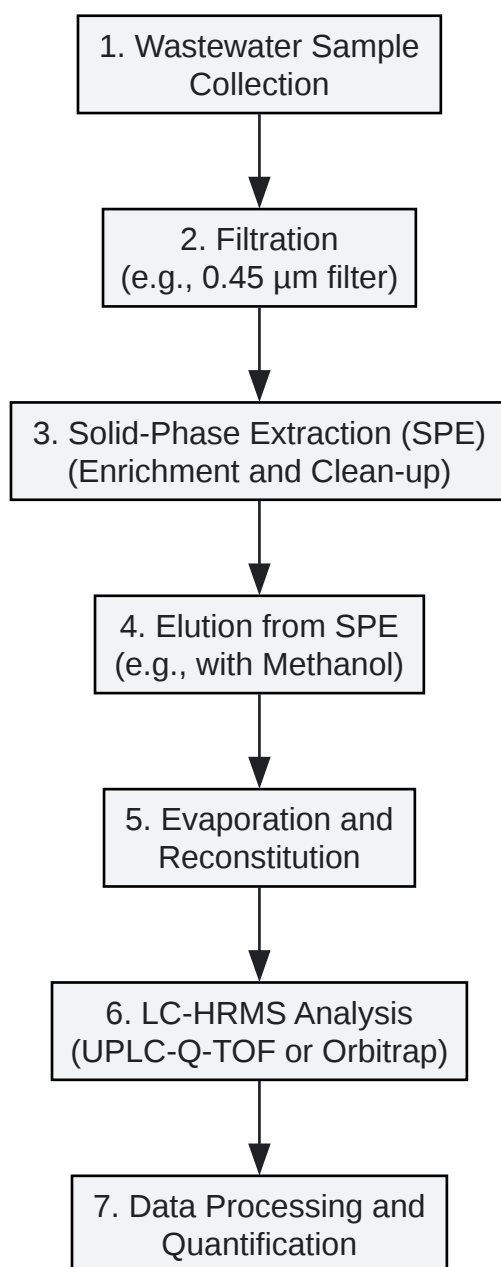 1. Wastewater Sample
Collection
2. Filtration
(e.g., 0.45 µm filter)
3. Solid-Phase Extraction (SPE)
(Enrichment and Clean-up)
4. Elution from SPE
(e.g., with Methanol)
5. Evaporation and
Reconstitution
6. LC-HRMS Analysis
(UPLC-Q-TOF or Orbitrap)
7. Data Processing and
Quantification